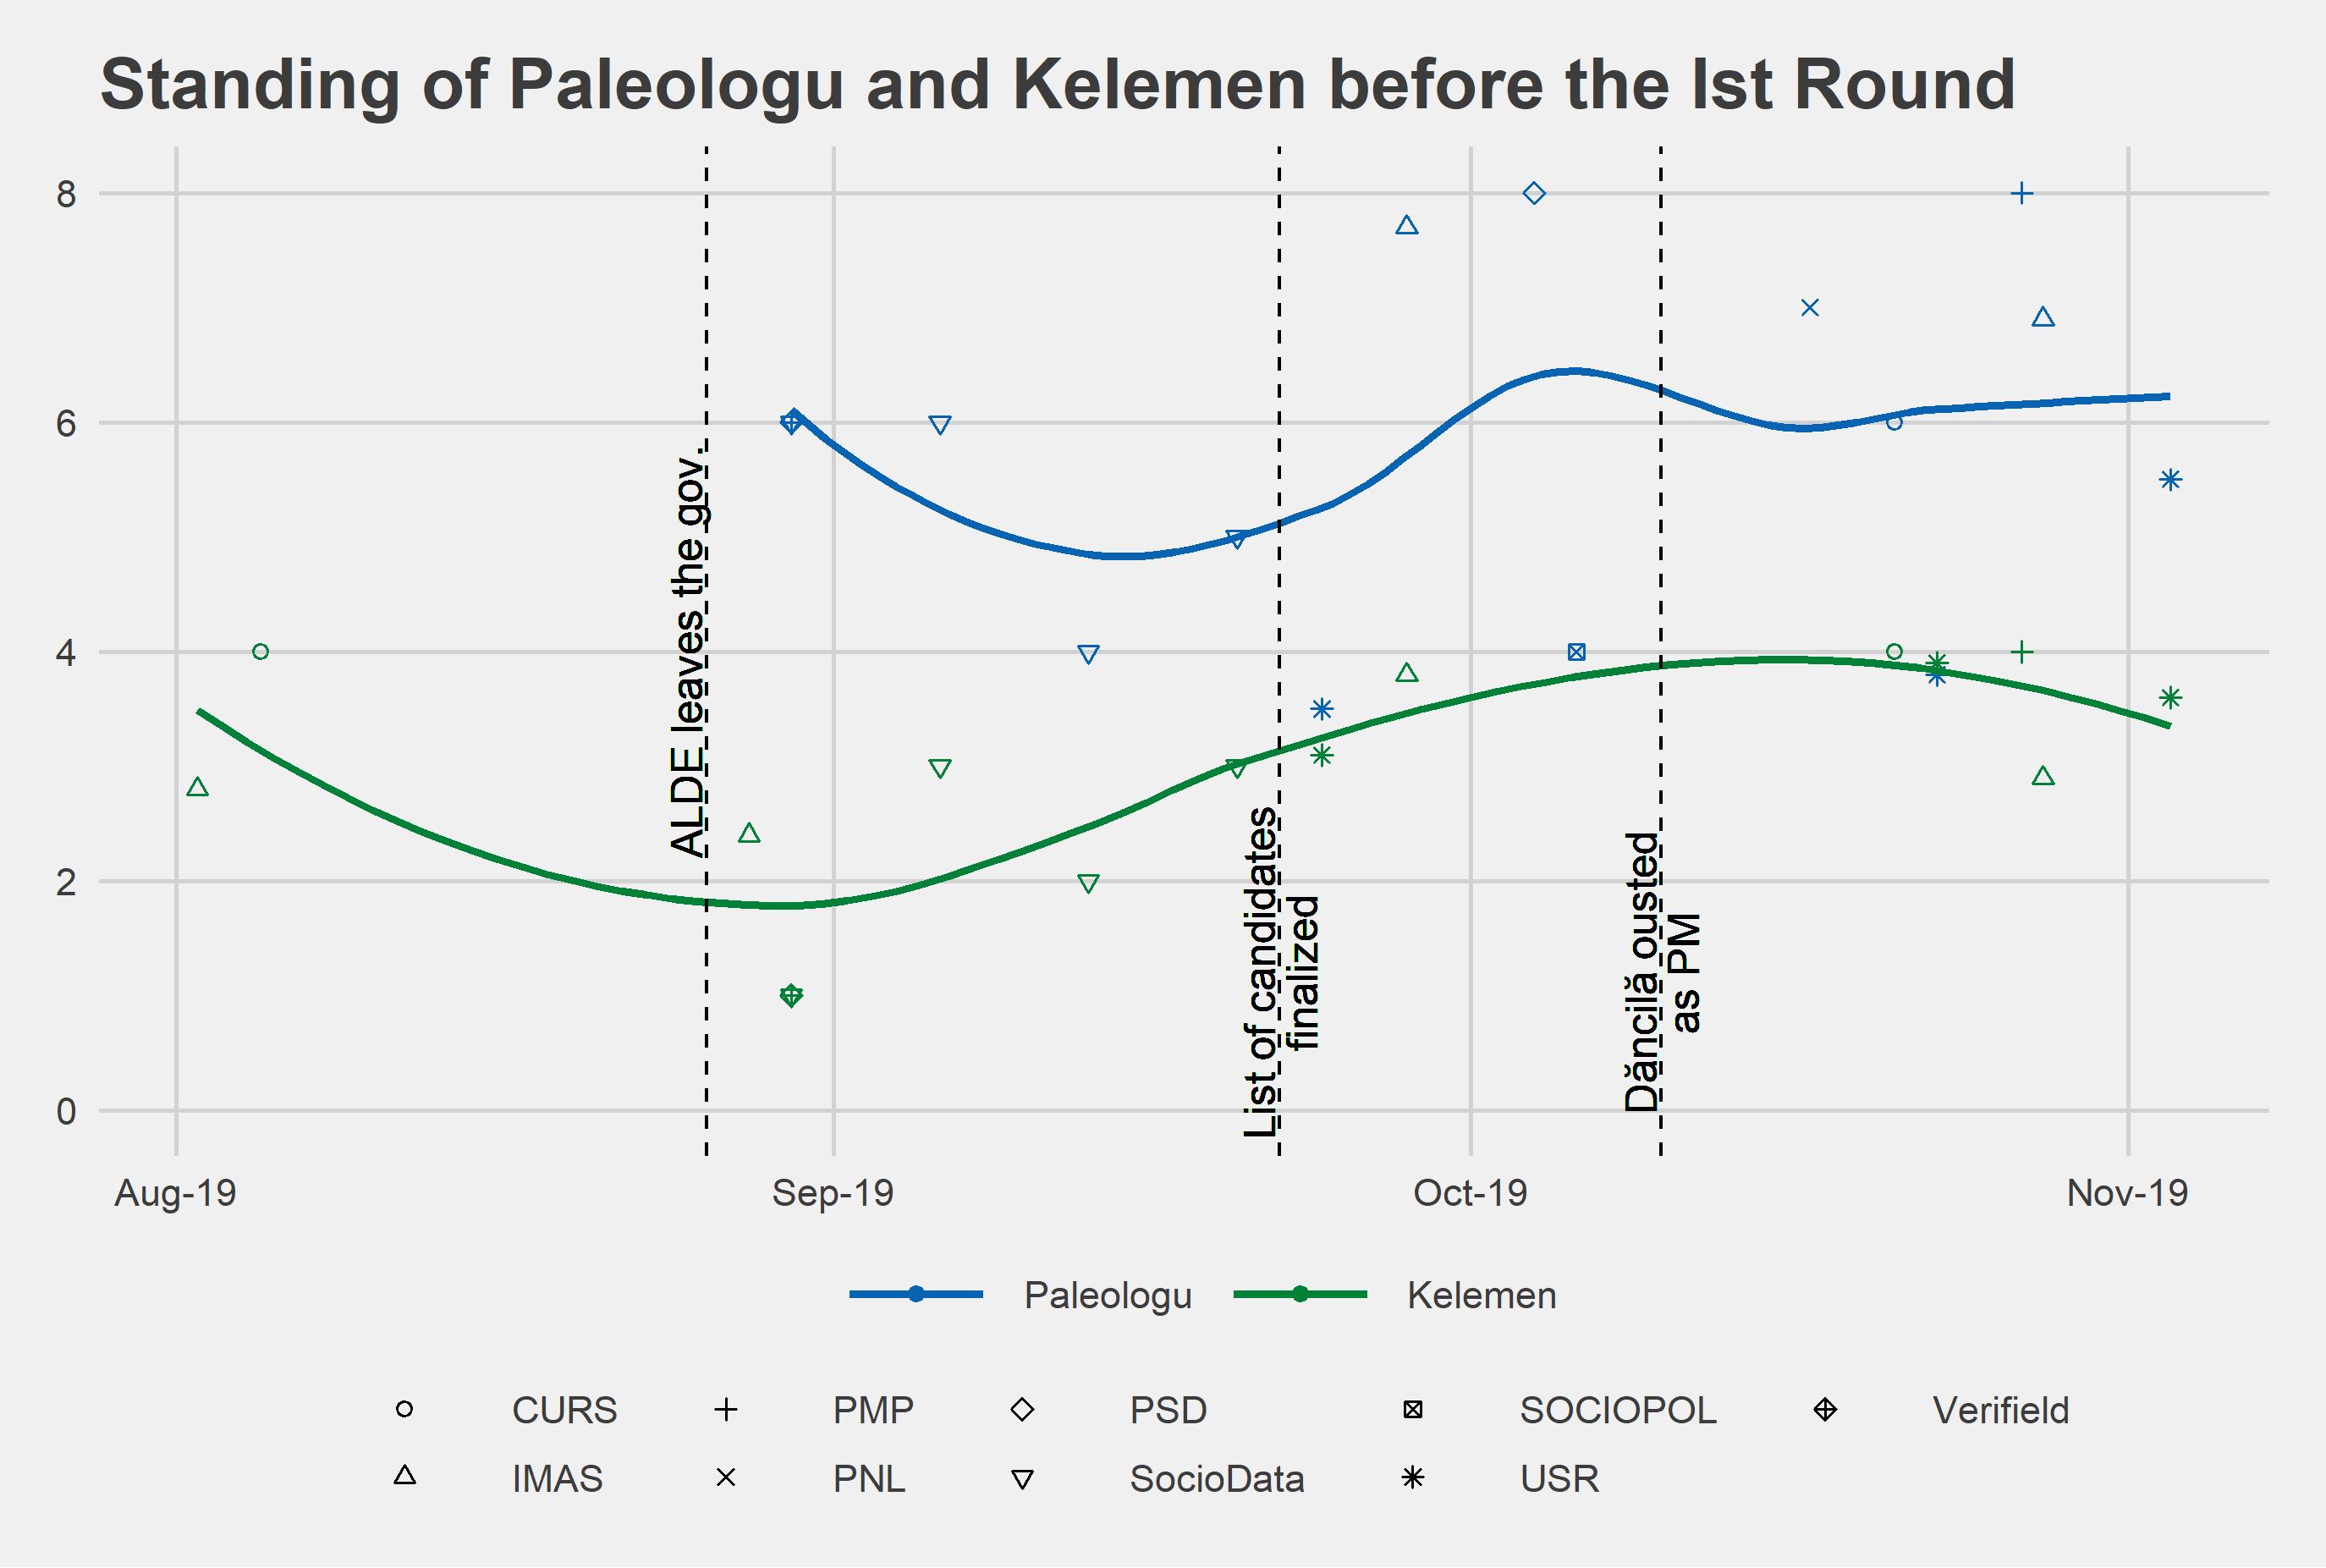 Standing of Paleologu and Kelemen before the Ist Round
8
6
4
2
0
ALDE leaves the gov.
List of candidates
finalized
Dăncilă ousted
as PM
Aug-19
Sep-19
Oct-19
Nov-19
Paleologu
Kelemen
CURS
PMP
PSD
SOCIOPOL
Verifield
IMAS
PNL
SocioData
USR